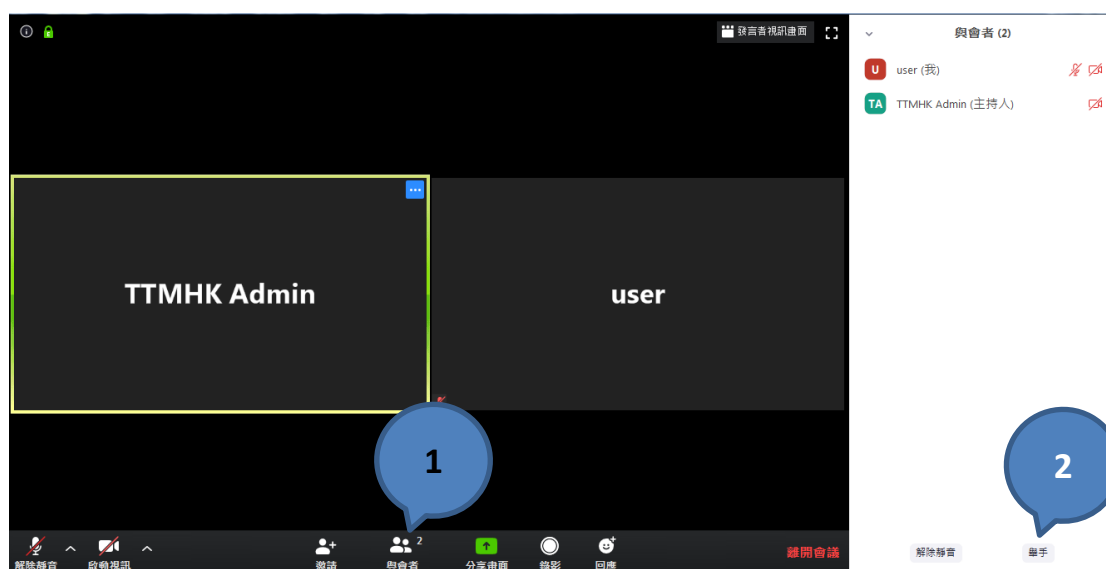 發言者視訊畫面
與會者 (2)
U user (我)
TA TTMHK Admin (主持人)
TTMHK Admin
user
1
2
2
解除靜音
啟動視訊
邀請
與會者
分享畫面
錄影
回應
離開會議
解除靜音
舉手